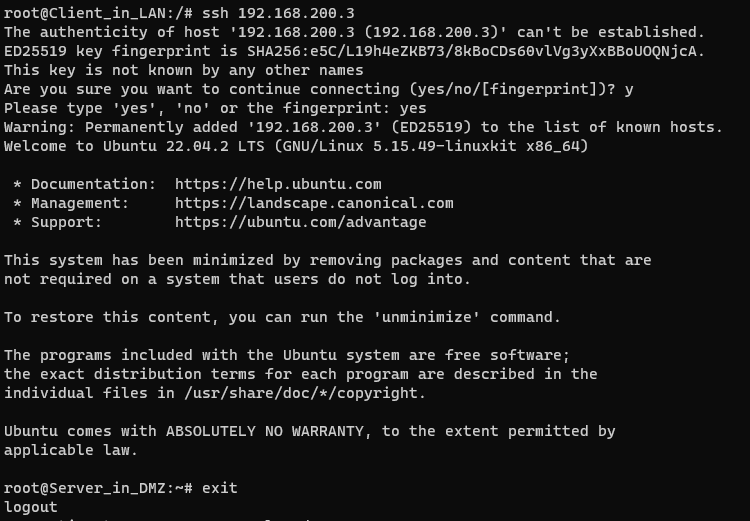 root@Client_in_LAN:/# ssh 192.168.200.3
The authenticity of host '192.168.200.3 (192.168.200.3)' can't be established.
ED25519 key fingerprint is SHA256:e5C/L19h4eZKB73/8kBoCDs60vlVg3yXxBBoUOQNjcA.
This key is not known by any other names
Are you sure you want to continue connecting (yes/no/[fingerprint])? y
Please type 'yes', 'no' or the fingerprint: yes
Warning: Permanently added '192.168.200.3' (ED25519) to the list of known hosts.
Welcome to Ubuntu 22.04.2 LTS (GNU/Linux 5.15.49-linuxkit x86_64)
* Documentation:  https://help.ubuntu.com
* Management:     https://landscape.canonical.com
* Support:        https://ubuntu.com/advantage
This system has been minimized by removing packages and content that are
not required on a system that users do not log into.
To restore this content, you can run the 'unminimize' command.
The programs included with the Ubuntu system are free software;
the exact distribution terms for each program are described in the
individual files in /usr/share/doc/*/copyright.
Ubuntu comes with ABSOLUTELY NO WARRANTY, to the extent permitted by
applicable law.
root@Server_in_DMZ:~# exit
logout